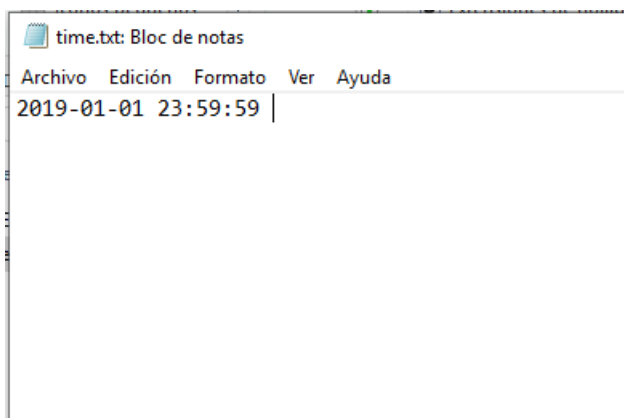 time.txt: Bloc de notas
Archivo Edición Formato Ver Ayuda
2019-01-01 23:59:59